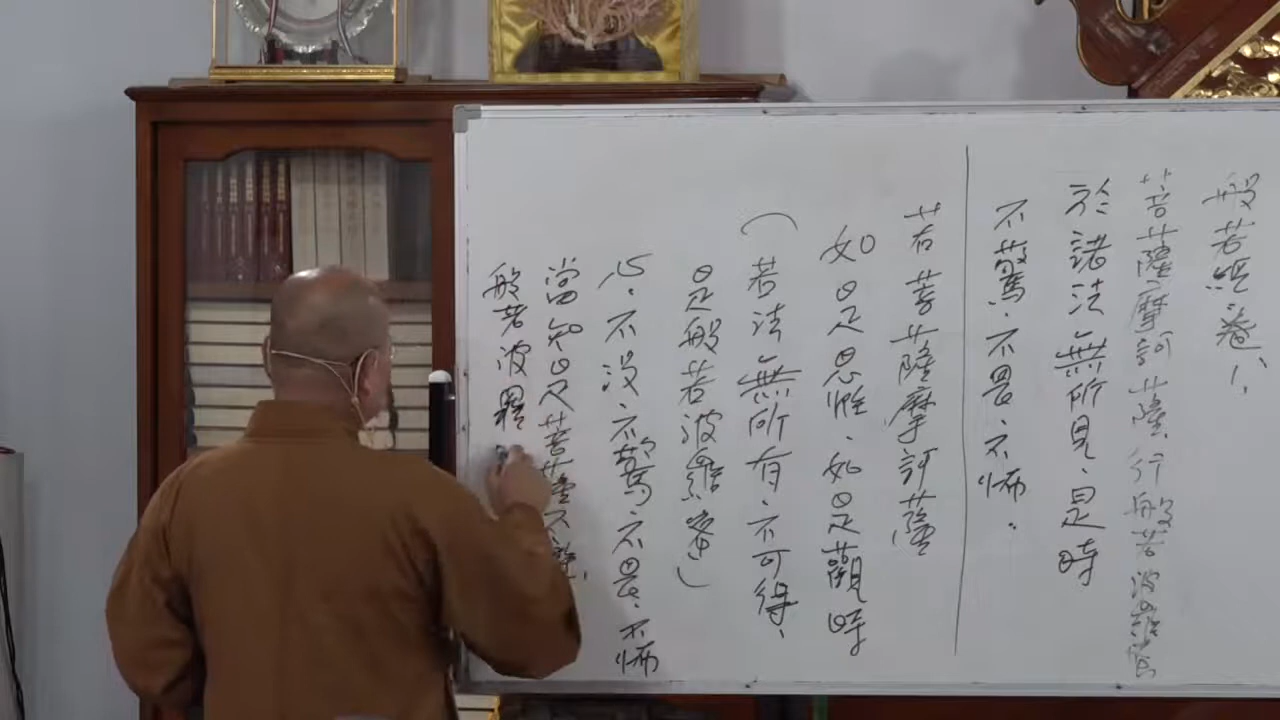 般若經卷、
菩薩摩訶薩行般若波羅蜜
於諸法無所見、是時
不驚、不畏、不怖。
若菩薩摩訶薩
如是思惟、如是觀時
（若法無所有、不可得、
是般若波羅蜜）
心、不沒、不驚、不畏、不怖
當知是菩薩不離、
般若波羅